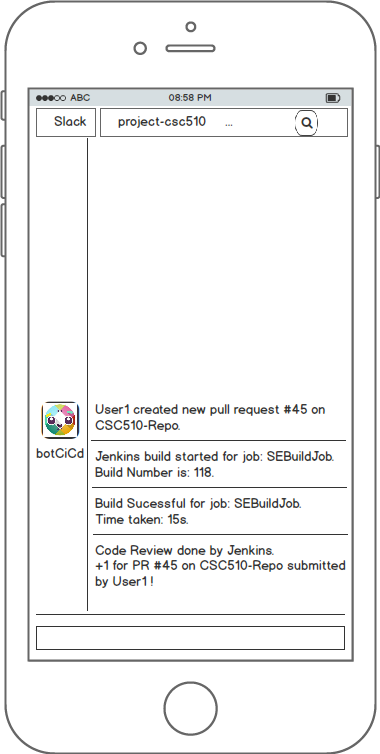 ABC 08:58 PM
Slack project-csc510 ...
User1 created new pull request #45 on
CSC510-Repo.
botCiCd
Jenkins build started for job: SEBuildJob.
Build Number is: 118.
Build Sucessful for job: SEBuildJob.
Time taken: 15s.
Code Review done by Jenkins.
+1 for PR #45 on CSC510-Repo submitted
by User1 !